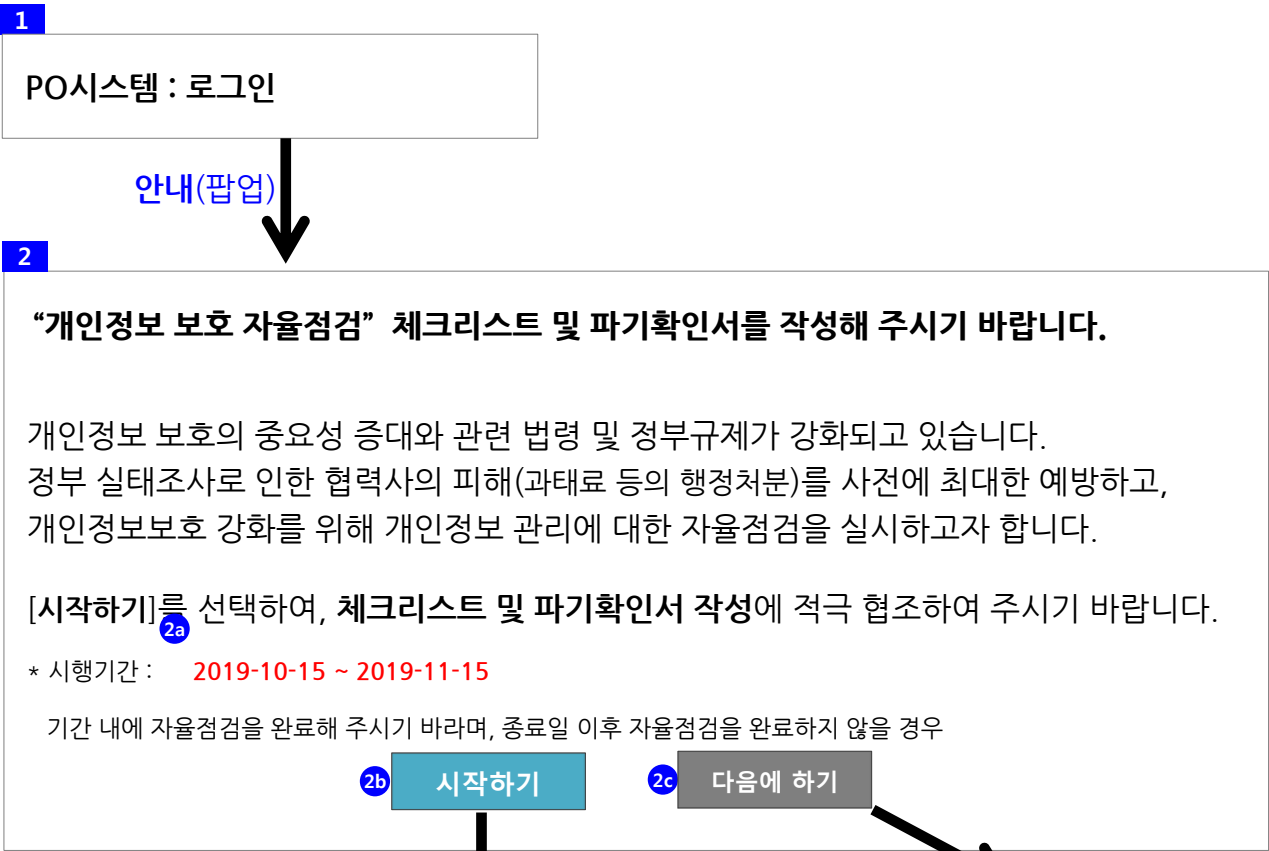 1
PO시스템 : 로그인
안내(팝업)
2
“개인정보 보호 자율점검” 체크리스트 및 파기확인서를 작성해 주시기 바랍니다.
개인정보 보호의 중요성 증대와 관련 법령 및 정부규제가 강화되고 있습니다.
정부 실태조사로 인한 협력사의 피해(과태료 등의 행정처분)를 사전에 최대한 예방하고,
개인정보보호 강화를 위해 개인정보 관리에 대한 자율점검을 실시하고자 합니다.
[시작하기]를 선택하여, 체크리스트 및 파기확인서 작성에 적극 협조하여 주시기 바랍니다.
2a
* 시행기간 : 2019-10-15 ~ 2019-11-15
기간 내에 자율점검을 완료해 주시기 바라며, 종료일 이후 자율점검을 완료하지 않을 경우
2b 시작하기 2c 다음에 하기